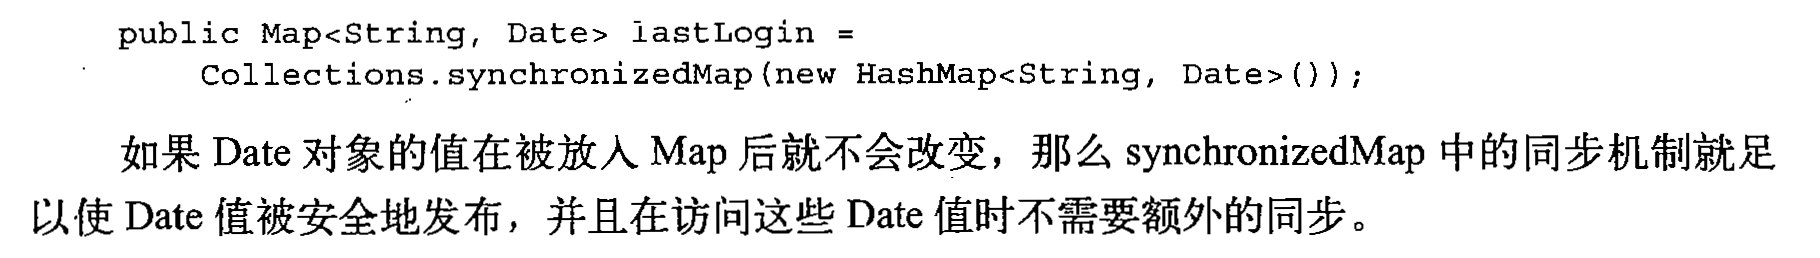 public Map<String, Date> lastLogin =
Collections.synchronizedMap(new HashMap<String, Date>());
如果 Date 对象的值在被放入 Map 后就不会改变，那么 synchronizedMap 中的同步机制就足
以使 Date 值被安全地发布，并且在访问这些 Date 值时不需要额外的同步。